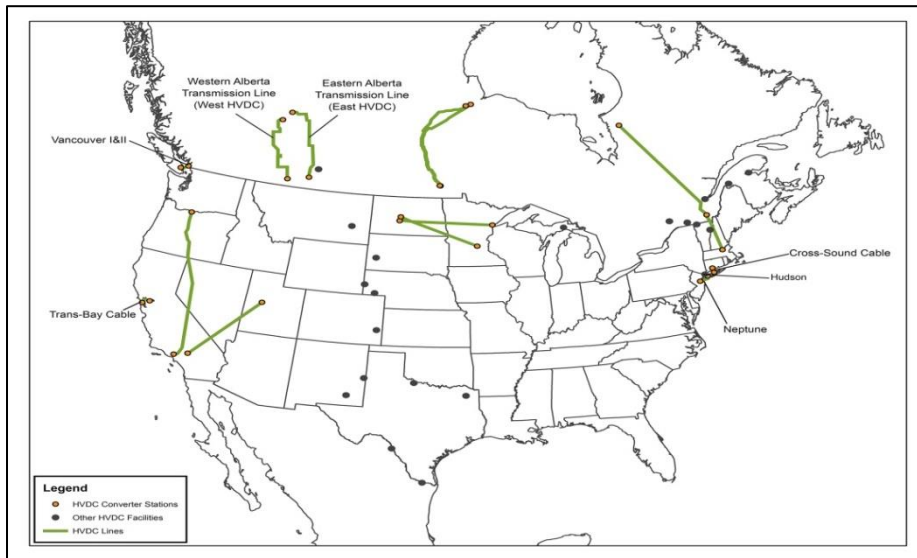 Western Alberta
Transmission Line
(West HVDC)
Eastern Alberta
Transmission Line
(East HVDC)
Vancouver I&II
Cross-Sound Cable
Hudson
Trans-Bay Cable
Neptune
Legend
HVDC Converter Stations
Other HVDC Facilities
HVDC Lines